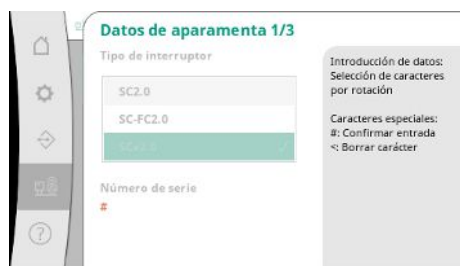 Datos de aparamenta 1/3
Tipo de interruptor
SC2.0
SC-FC2.0
Número de serie
#
Introducción de datos:
Selección de caracteres
por rotación
Caracteres especiales:
#: Confirmar entrada
<: Borrar carácter
?